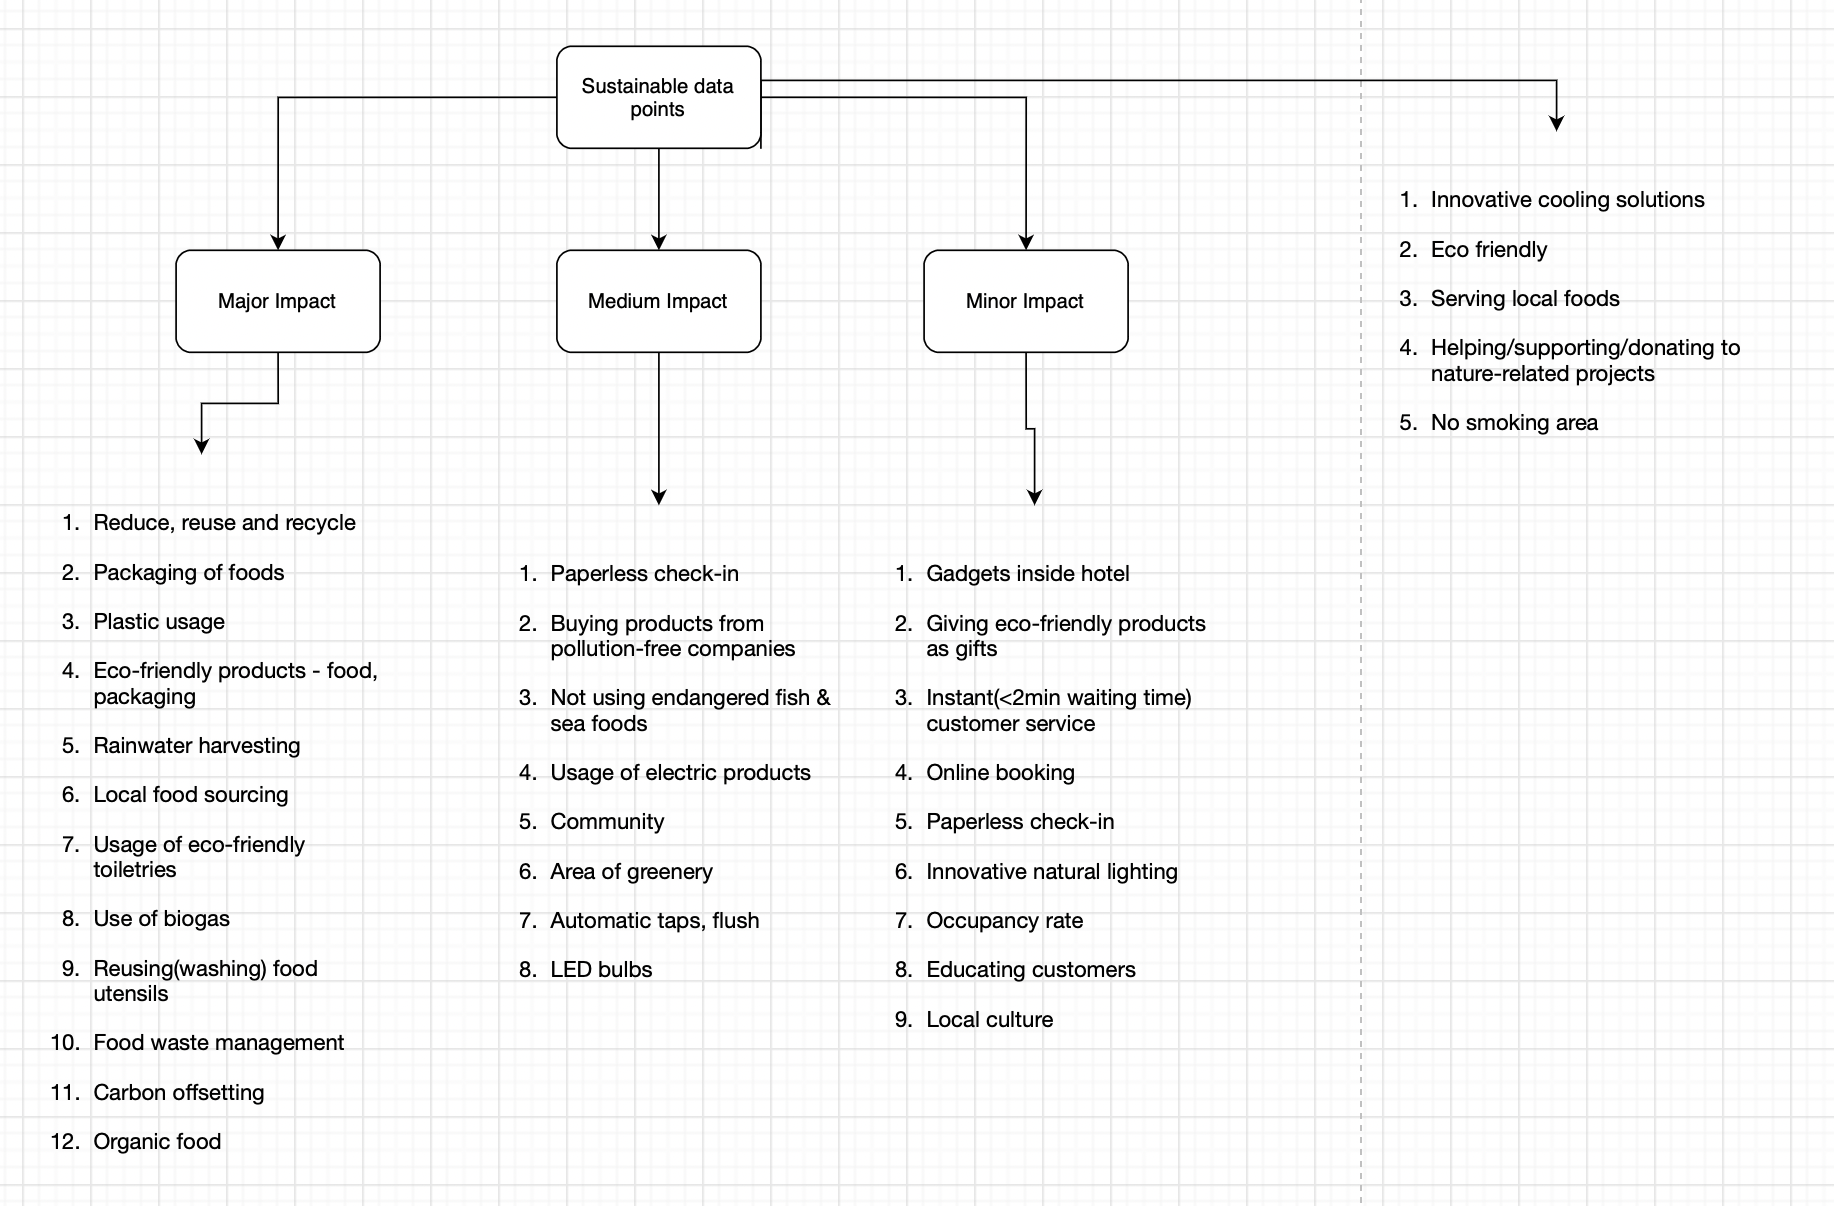 Sustainable data
points
Major Impact
Medium Impact
Minor Impact
1. Reduce, reuse and recycle
2. Packaging of foods
3. Plastic usage
4. Eco-friendly products - food,
packaging
5. Rainwater harvesting
6. Local food sourcing
7. Usage of eco-friendly
toiletries
8. Use of biogas
9. Reusing(washing) food
utensils
10. Food waste management
11. Carbon offsetting
12. Organic food
1. Paperless check-in
2. Buying products from
pollution-free companies
3. Not using endangered fish &
sea foods
4. Usage of electric products
5. Community
6. Area of greenery
7. Automatic taps, flush
8. LED bulbs
1. Gadgets inside hotel
2. Giving eco-friendly products
as gifts
3. Instant(<2min waiting time)
customer service
4. Online booking
5. Paperless check-in
6. Innovative natural lighting
7. Occupancy rate
8. Educating customers
9. Local culture
1. Innovative cooling solutions
2. Eco friendly
3. Serving local foods
4. Helping/supporting/donating to
nature-related projects
5. No smoking area